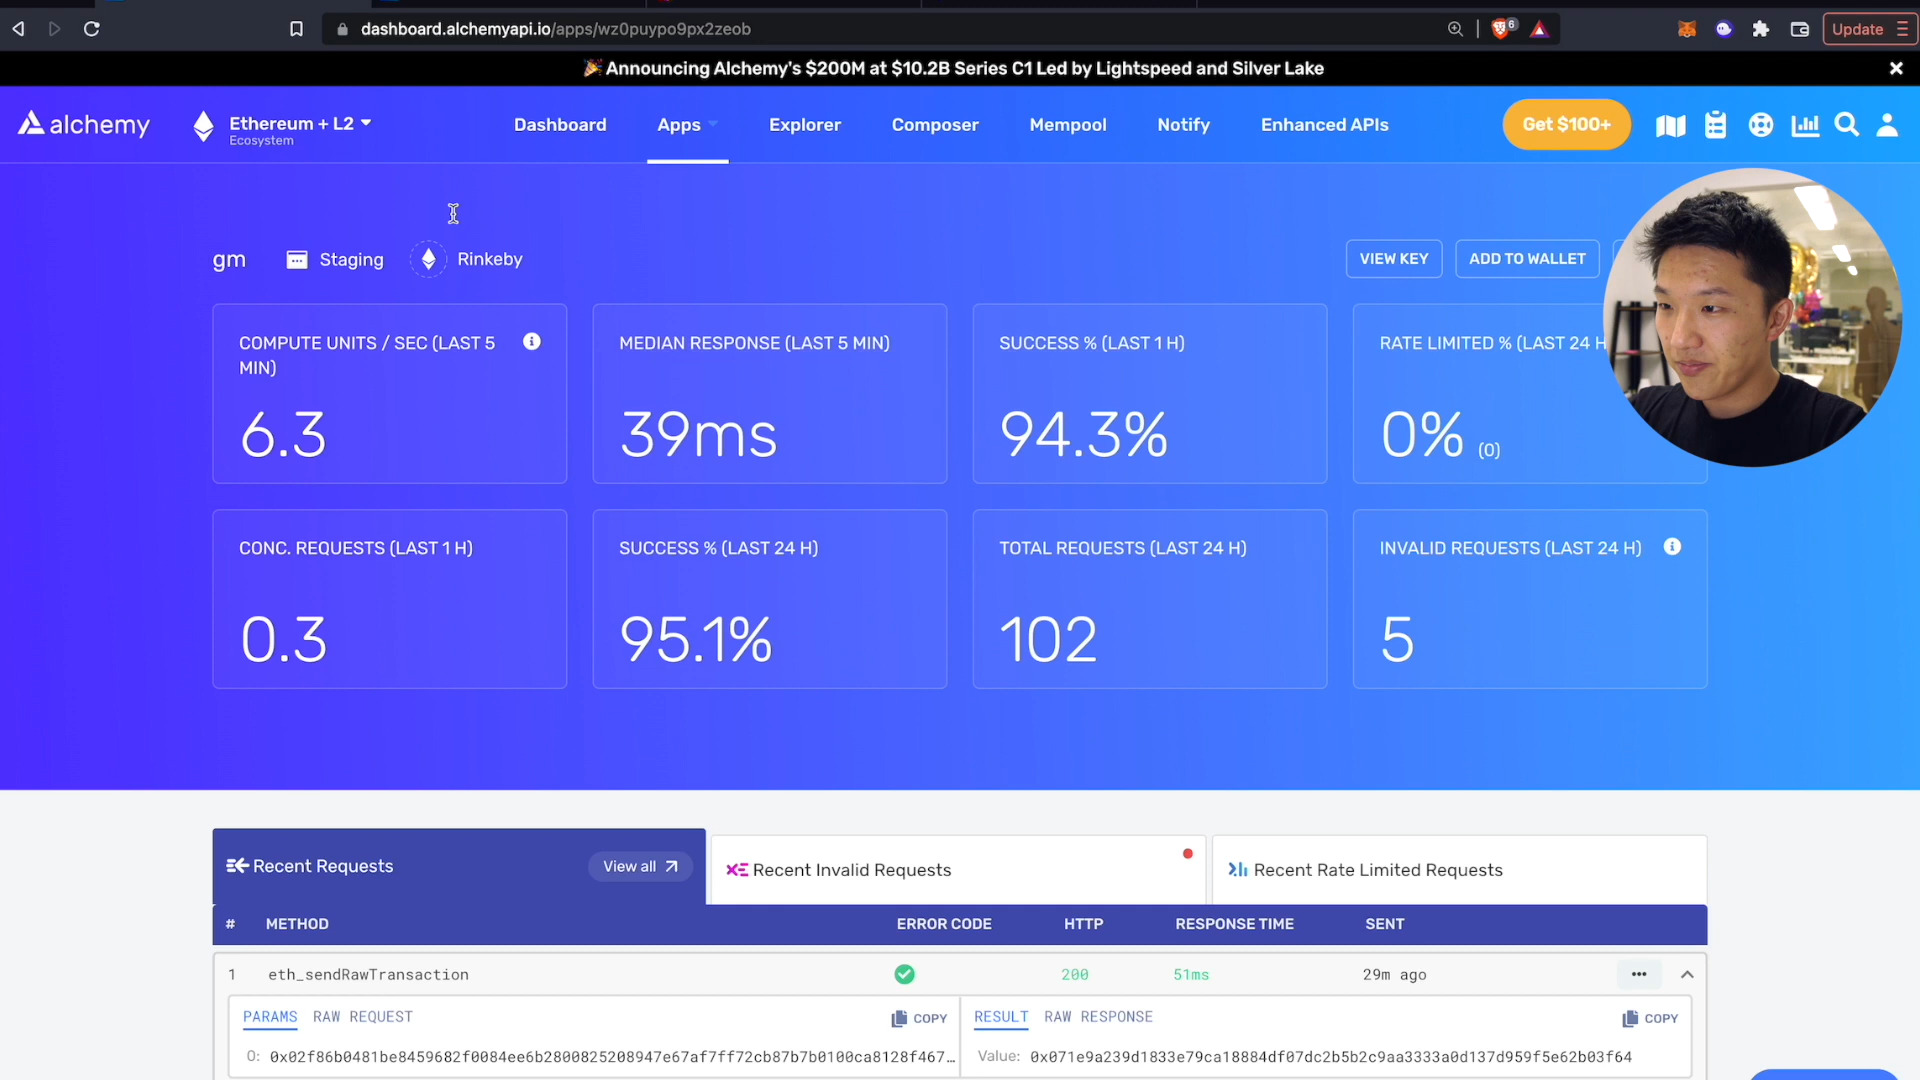 dashboard.alchemyapi.io/apps/wz0puypo9px2zeob
6
Update
🎉 Announcing Alchemy's $200M at $10.2B Series C1 Led by Lightspeed and Silver Lake
alchemy
Ethereum + L2
Ecosystem
Dashboard
Apps
Explorer
Composer
Mempool
Notify
Enhanced APIs
Get $100+
gm
Staging
Rinkeby
VIEW KEY
ADD TO WALLET
COMPUTE UNITS / SEC (LAST 5
MIN)
6.3
MEDIAN RESPONSE (LAST 5 MIN)
39ms
SUCCESS % (LAST 1 H)
94.3%
RATE LIMITED % (LAST 24 H
0% (0)
CONC. REQUESTS (LAST 1 H)
0.3
SUCCESS % (LAST 24 H)
95.1%
TOTAL REQUESTS (LAST 24 H)
102
INVALID REQUESTS (LAST 24 H)
5
Recent Requests
View all
Recent Invalid Requests
Recent Rate Limited Requests
# METHOD ERROR CODE HTTP RESPONSE TIME SENT
1 eth_sendRawTransaction 200 51ms 29m ago
PARAMS RAW REQUEST COPY
RESULT RAW RESPONSE COPY
0: 0x02f86b0481be8459682f0084ee6b2800825208947e67af7ff72cb87b7b0100ca8128f467…
Value: 0x071e9a239d1833e79ca18884df07dc2b5b2c9aa3333a0d137d959f5e62b03f64